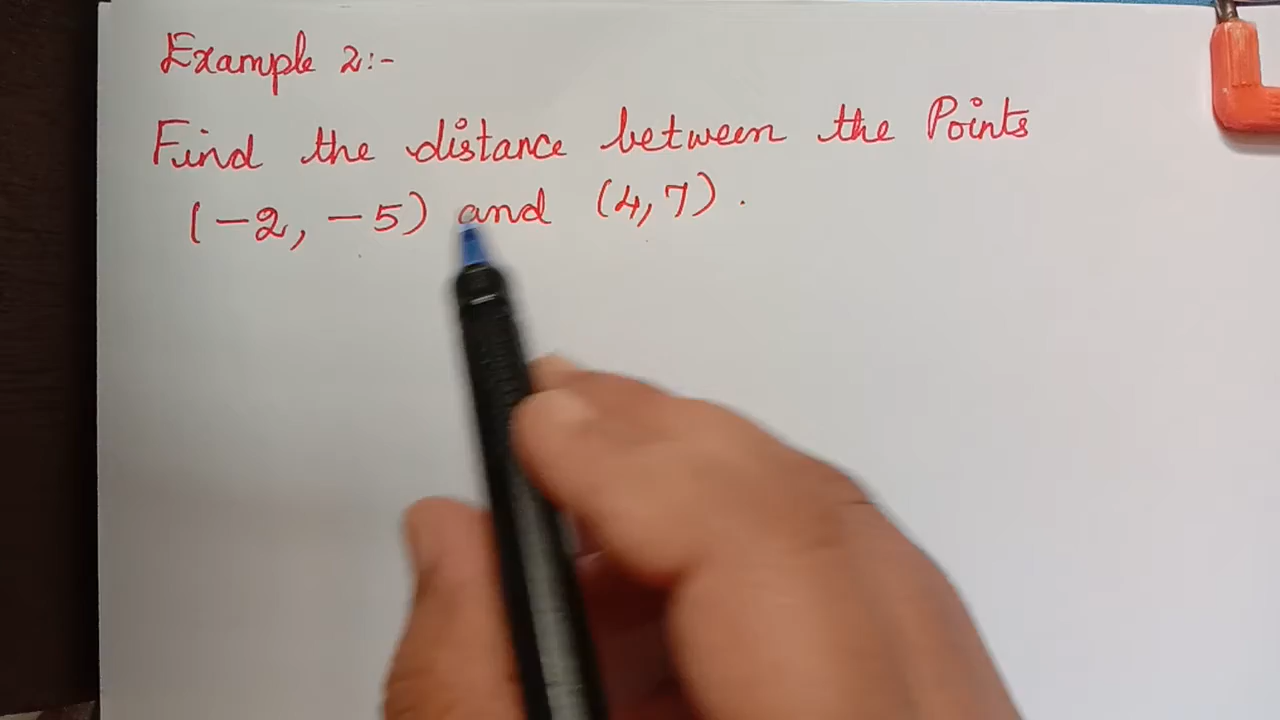 Example 2:-
Find the distance between the Points
(-2, -5) and (4,7).